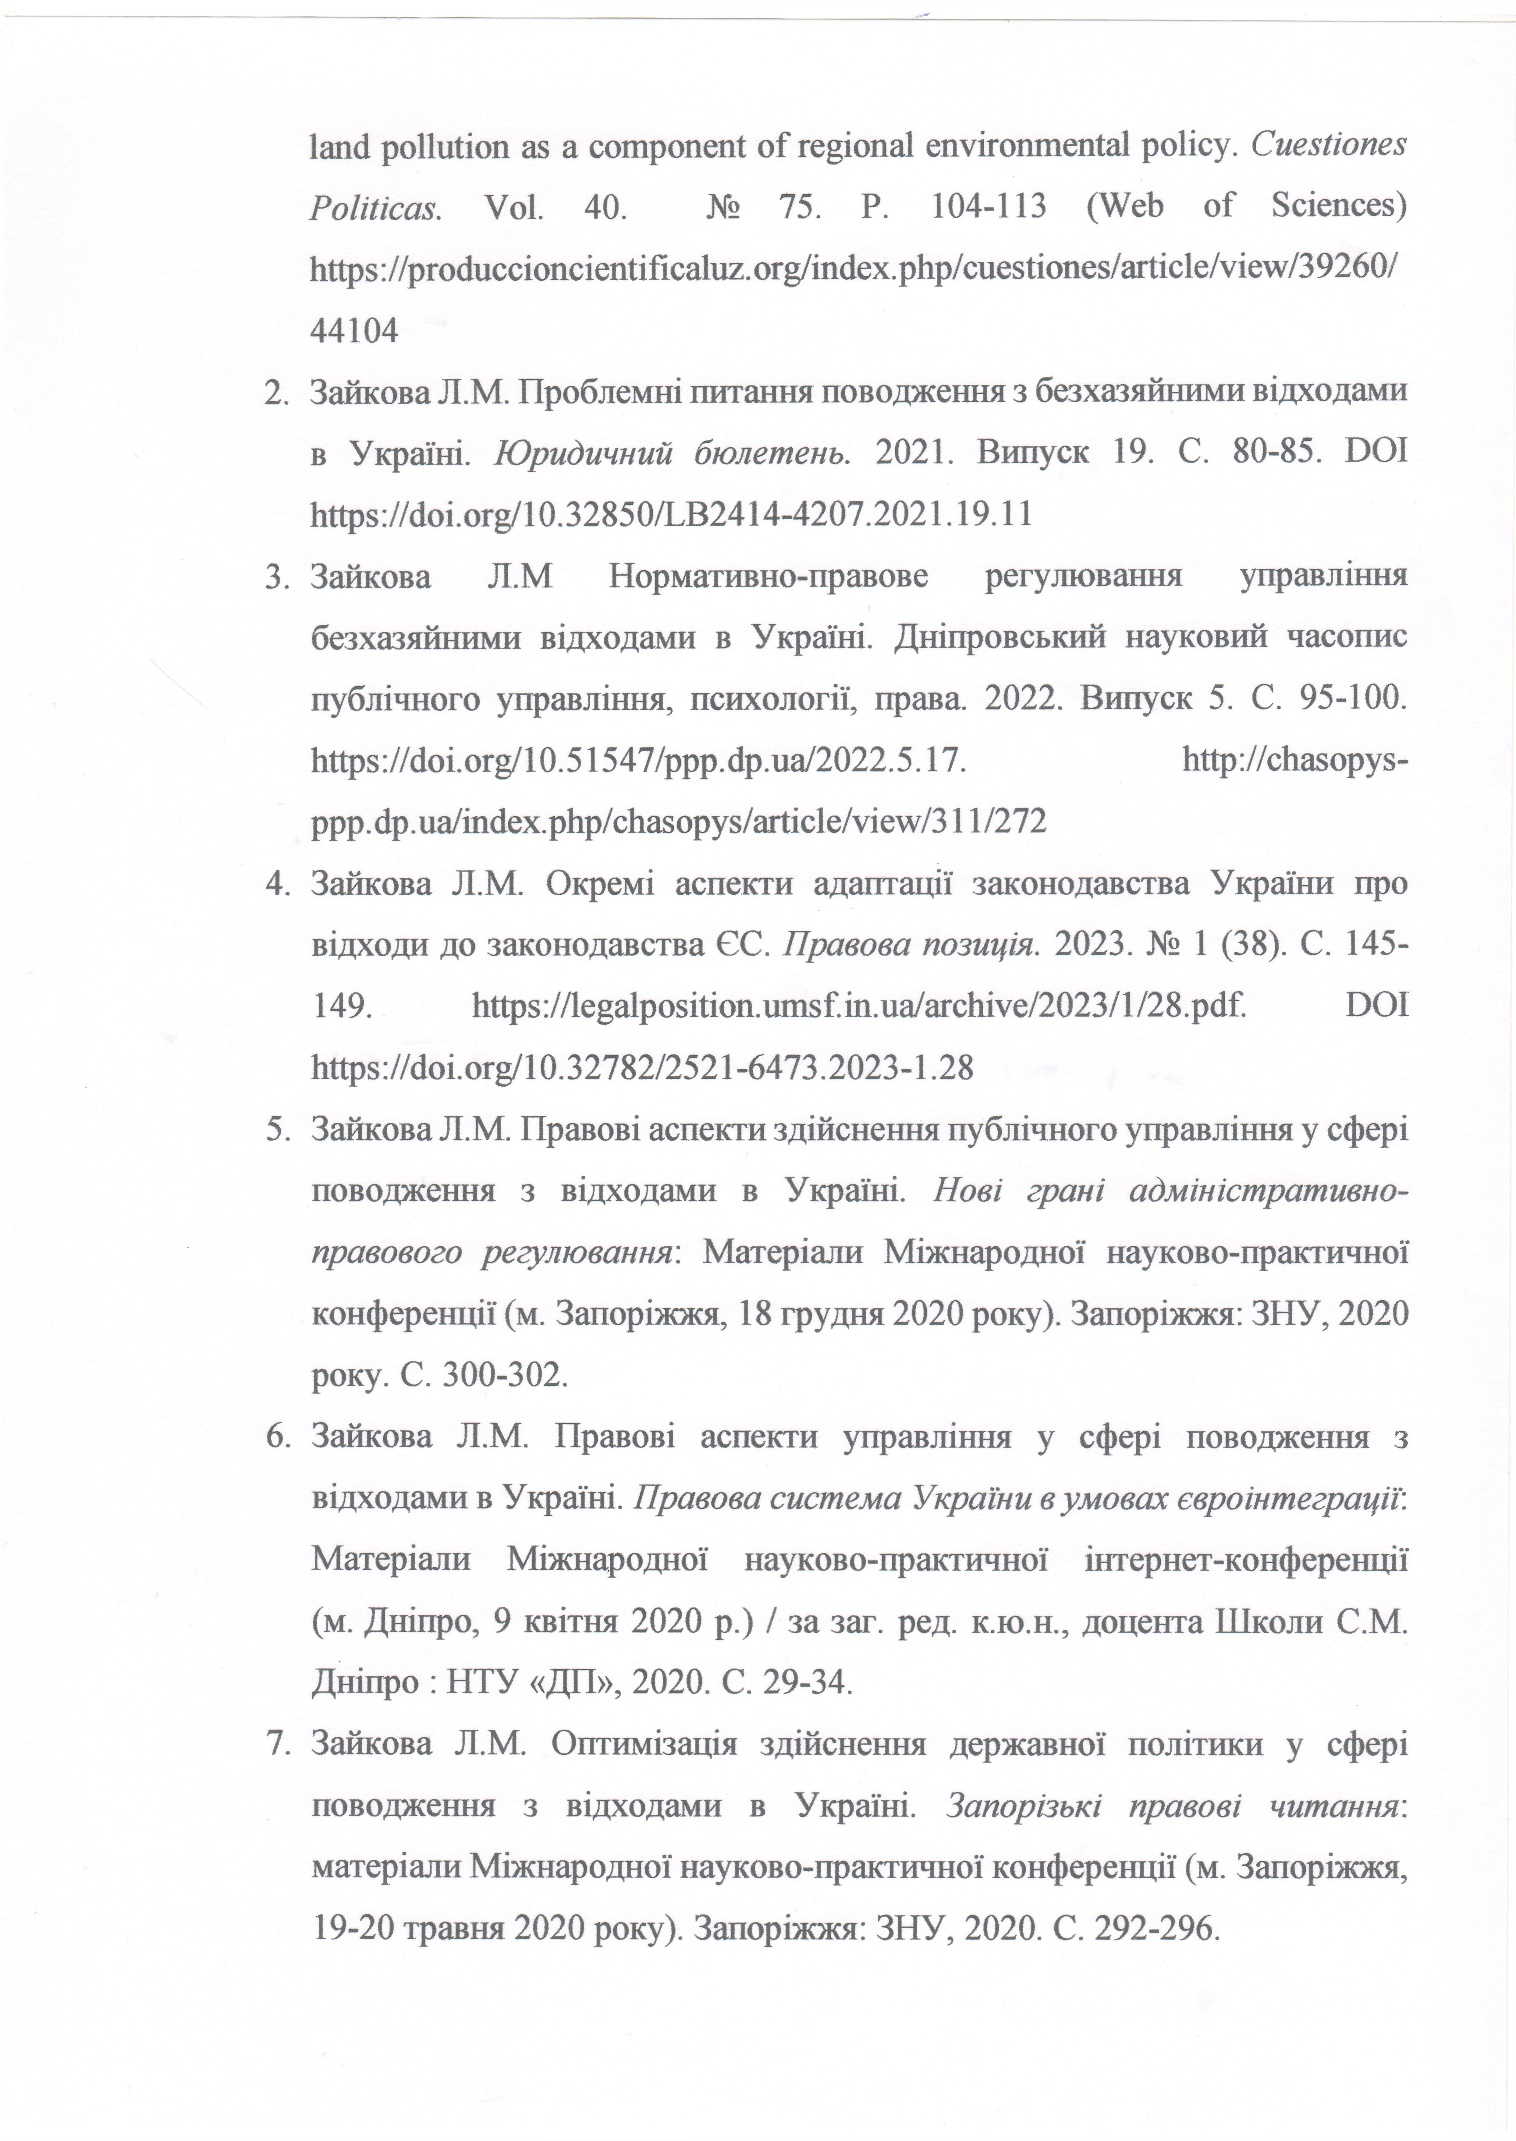 land pollution as a component of regional environmental policy. Cuestiones
Politicas. Vol. 40. № 75. P. 104-113 (Web of Sciences)
https://produccioncientificaluz.org/index.php/cuestiones/article/view/39260/
44104
2. Зайкова Л.М. Проблемні питання поводження з безхазяйними відходами
в Україні. Юридичний бюлетень. 2021. Випуск 19. С. 80-85. DOI
https://doi.org/10.32850/LB2414-4207.2021.19.11
3. Зайкова Л.М Нормативно-правове регулювання управління
безхазяйними відходами в Україні. Дніпровський науковий часопис
публічного управління, психології, права. 2022. Випуск 5. С. 95-100.
https://doi.org/10.51547/ppp.dp.ua/2022.5.17. http://chasopys-
ppp.dp.ua/index.php/chasopys/article/view/311/272
4. Зайкова Л.М. Окремі аспекти адаптації законодавства України про
відходи до законодавства ЄС. Правова позиція. 2023. № 1 (38). С. 145-
149. https://legalposition.umsf.in.ua/archive/2023/1/28.pdf. DOI
https://doi.org/10.32782/2521-6473.2023-1.28
5. Зайкова Л.М. Правові аспекти здійснення публічного управління у сфері
поводження з відходами в Україні. Нові грані адміністративно-
правового регулювання: Матеріали Міжнародної науково-практичної
конференції (м. Запоріжжя, 18 грудня 2020 року). Запоріжжя: ЗНУ, 2020
року. С. 300-302.
6. Зайкова Л.М. Правові аспекти управління у сфері поводження з
відходами в Україні. Правова система України в умовах євроінтеграції:
Матеріали Міжнародної науково-практичної інтернет-конференції
(м. Дніпро, 9 квітня 2020 р.) / за заг. ред. к.ю.н., доцента Школи С.М.
Дніпро : НТУ «ДП», 2020. С. 29-34.
7. Зайкова Л.М. Оптимізація здійснення державної політики у сфері
поводження з відходами в Україні. Запорізькі правові читання:
матеріали Міжнародної науково-практичної конференції (м. Запоріжжя,
19-20 травня 2020 року). Запоріжжя: ЗНУ, 2020. С. 292-296.